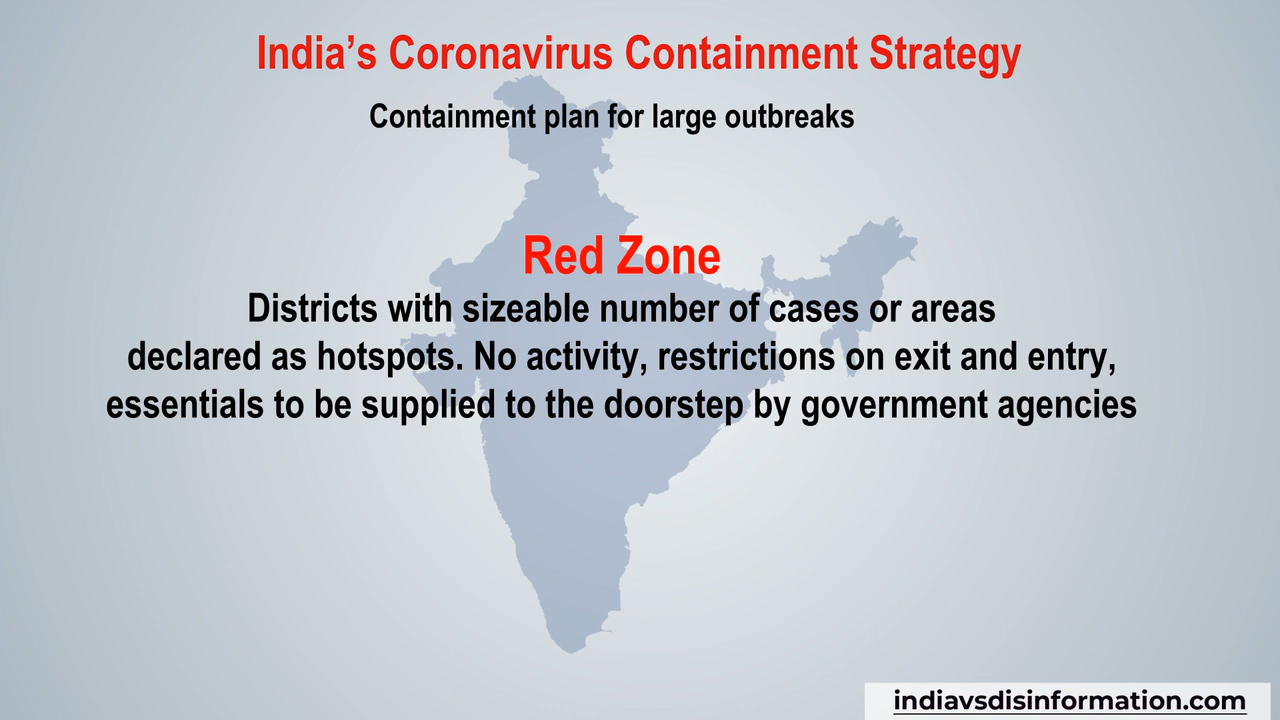 India’s Coronavirus Containment Strategy
Containment plan for large outbreaks
Red Zone
Districts with sizeable number of cases or areas
declared as hotspots. No activity, restrictions on exit and entry,
essentials to be supplied to the doorstep by government agencies
indiavsdisinformation.com